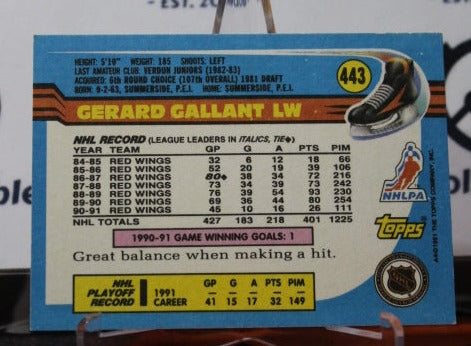 - EST. 20
HEIGHT: 5'10" WEIGHT: 185 SHOOTS: LEFT
LAST AMATEUR CLUB: VERDUN JUNIORS (1982-83)
ACQUIRED: 6th ROUND CHOICE (107th OVERALL) 1981 DRAFT
BORN: 9-2-63, SUMMERSIDE, P.E.I. HOME: SUMMERSIDE, P.E.I.
443
GERARD GALLANT LW
NHL RECORD (LEAGUE LEADERS IN ITALICS, TIE◆)
YEAR TEAM GP G A PTS PIM
84-85 RED WINGS 32 6 12 18 66
85-86 RED WINGS 52 20 19 39 106
86-87 RED WINGS 80◆ 38 34 72 216
87-88 RED WINGS 73 34 39 73 242
88-89 RED WINGS 76 39 54 93 230
89-90 RED WINGS 69 36 44 80 254
90-91 RED WINGS 45 10 16 26 111
NHL TOTALS 427 183 218 401 1225
1990-91 GAME WINNING GOALS: 1
Great balance when making a hit.
NHL PLAYOFF RECORD
1991 CAREER
GP G A PTS PIM
41 15 17 32 149
NHLPA
TOPPS
NHL